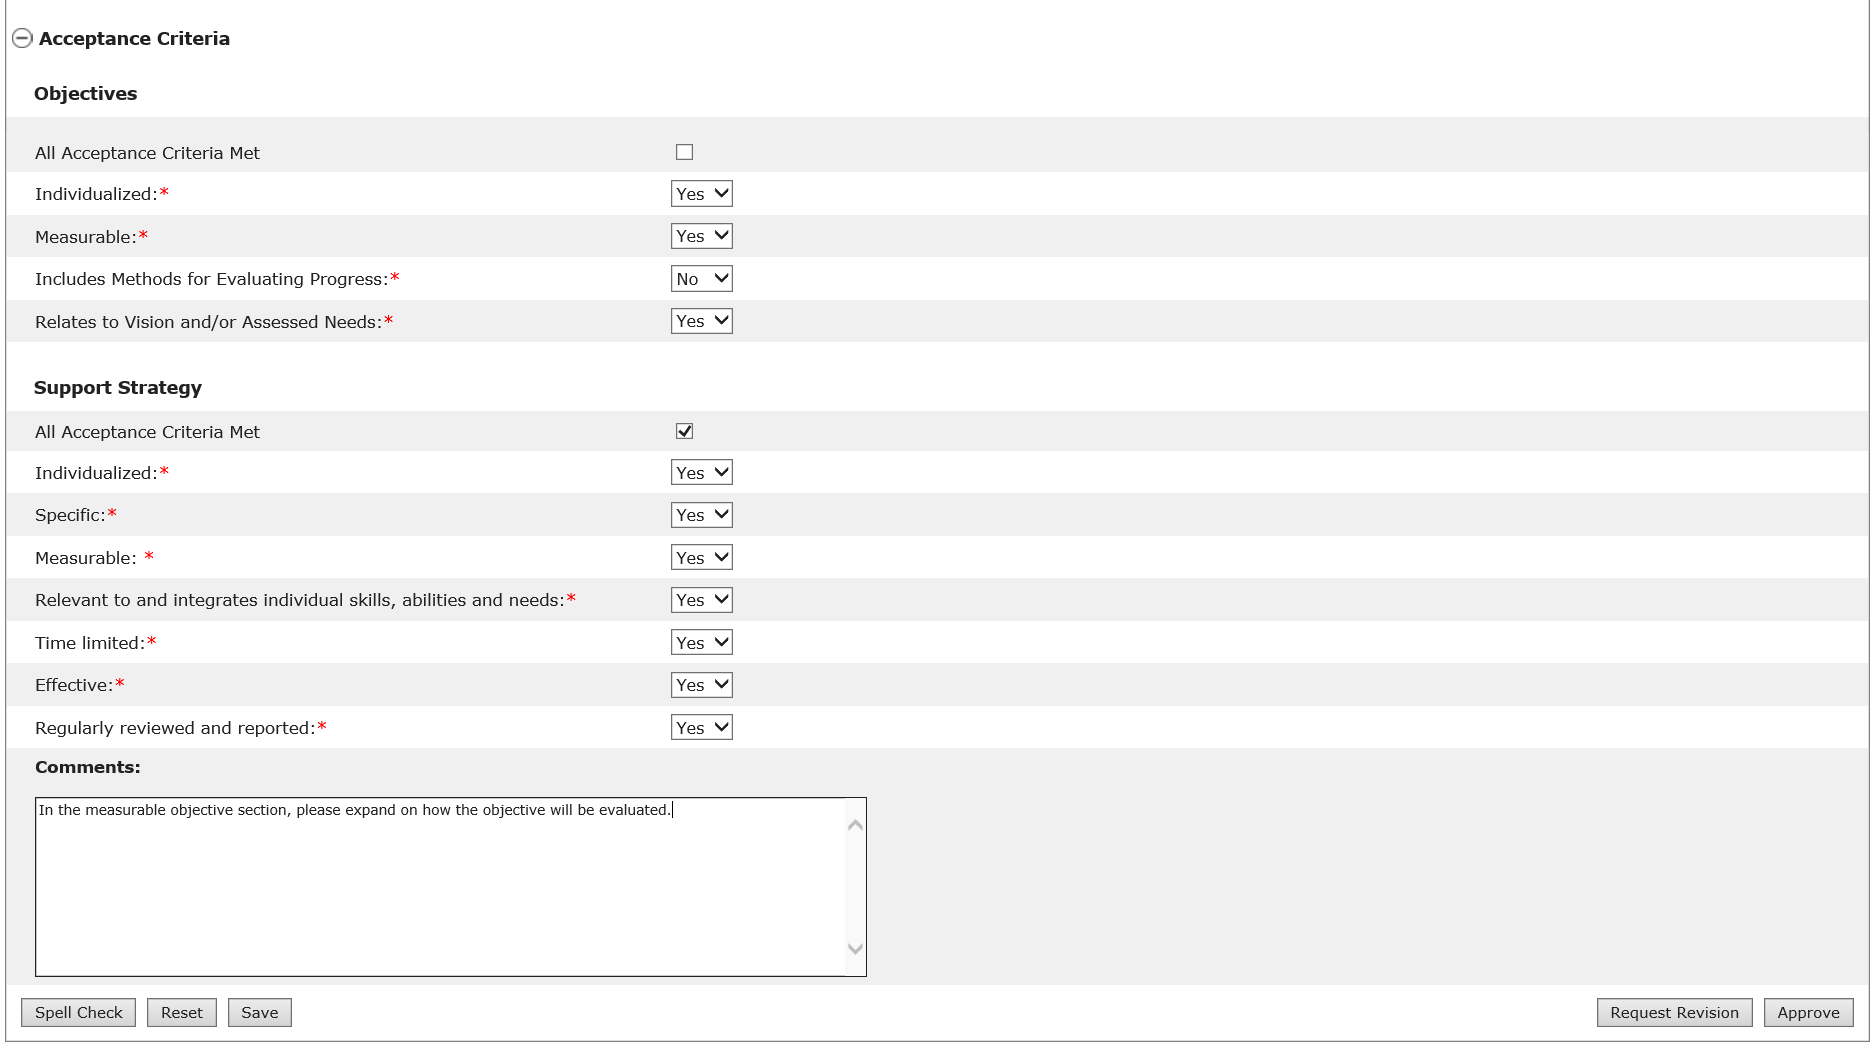 Acceptance Criteria
Objectives
All Acceptance Criteria Met
Individualized:* Yes
Measurable:* Yes
Includes Methods for Evaluating Progress:* No
Relates to Vision and/or Assessed Needs:* Yes
Support Strategy
All Acceptance Criteria Met
Individualized:* Yes
Specific:* Yes
Measurable: * Yes
Relevant to and integrates individual skills, abilities and needs:* Yes
Time limited:* Yes
Effective:* Yes
Regularly reviewed and reported:* Yes
Comments:
In the measurable objective section, please expand on how the objective will be evaluated.
Spell Check Reset Save Request Revision Approve